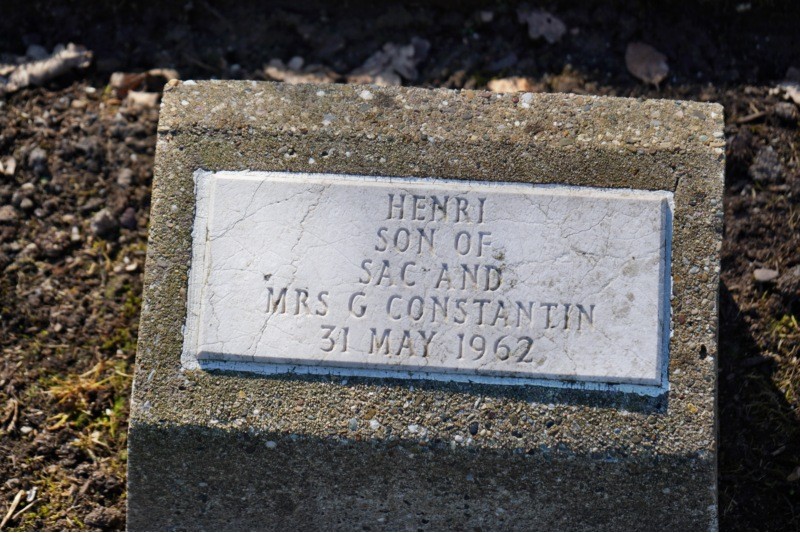 HENRI
SON OF
SAC AND
MRS G CONSTANTIN
31 MAY 1962